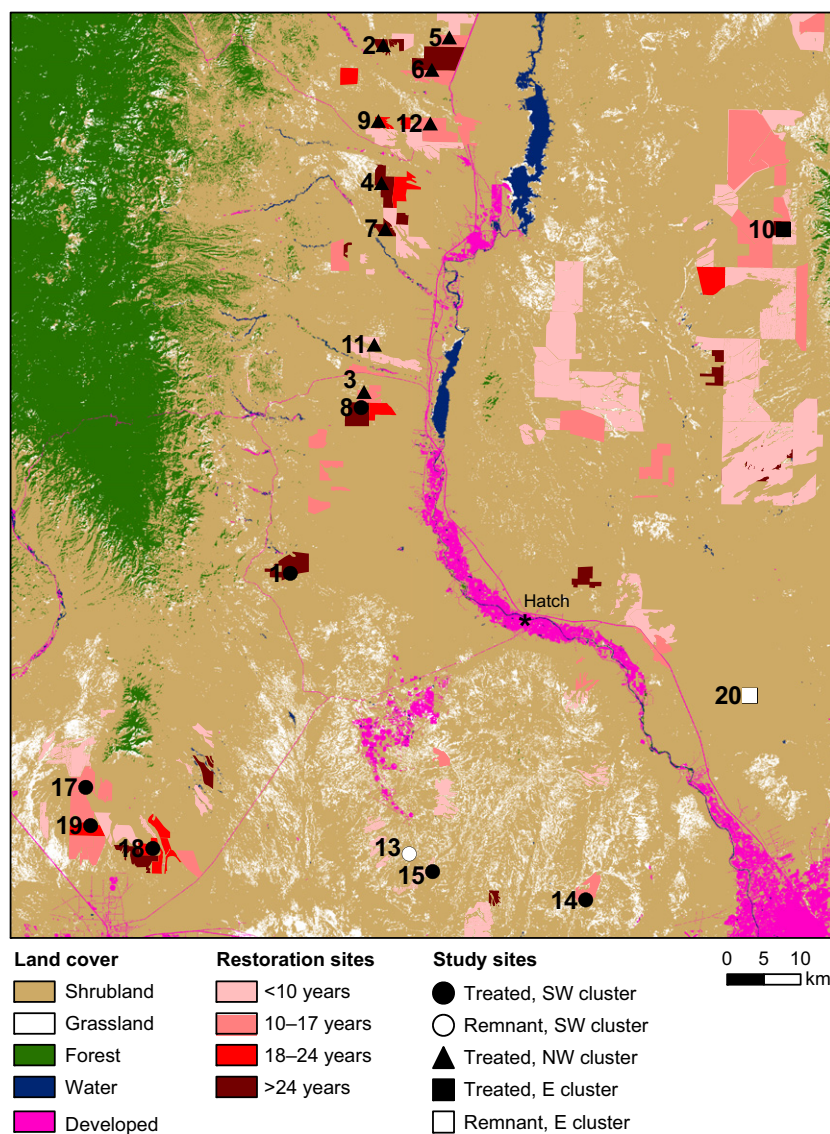 5
2
6
9
12
4
7
10
11
3
8
1
Hatch
*
20
17
19
18
13
15
14
Land cover
Shrubland
Grassland
Forest
Water
Developed
Restoration sites
<10 years
10–17 years
18–24 years
>24 years
Study sites
Treated, SW cluster
Remnant, SW cluster
Treated, NW cluster
Treated, E cluster
Remnant, E cluster
0 5 10
km